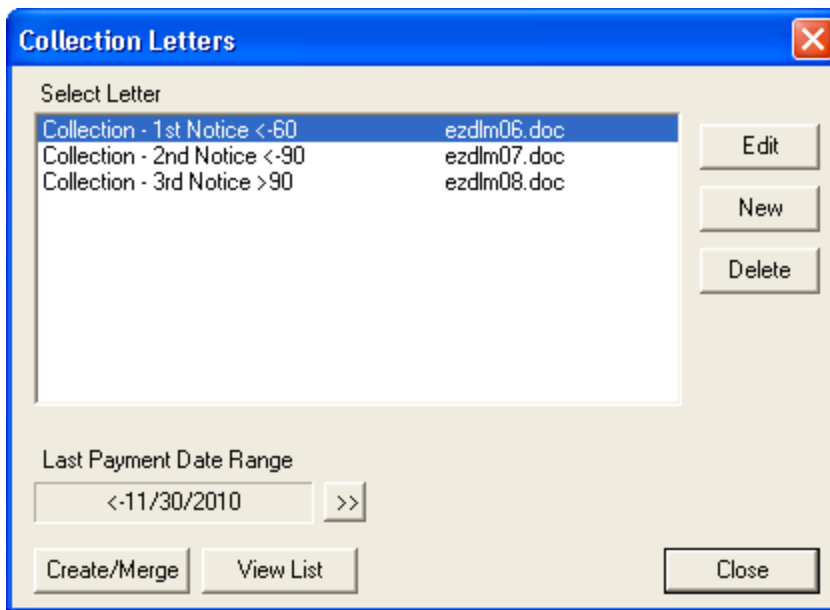 Collection Letters
Select Letter
Collection - 1st Notice <-60 ezdlm06.doc
Collection - 2nd Notice <-90 ezdlm07.doc
Collection - 3rd Notice >90 ezdlm08.doc
Edit
New
Delete
Last Payment Date Range
<-11/30/2010 >>
Create/Merge View List Close